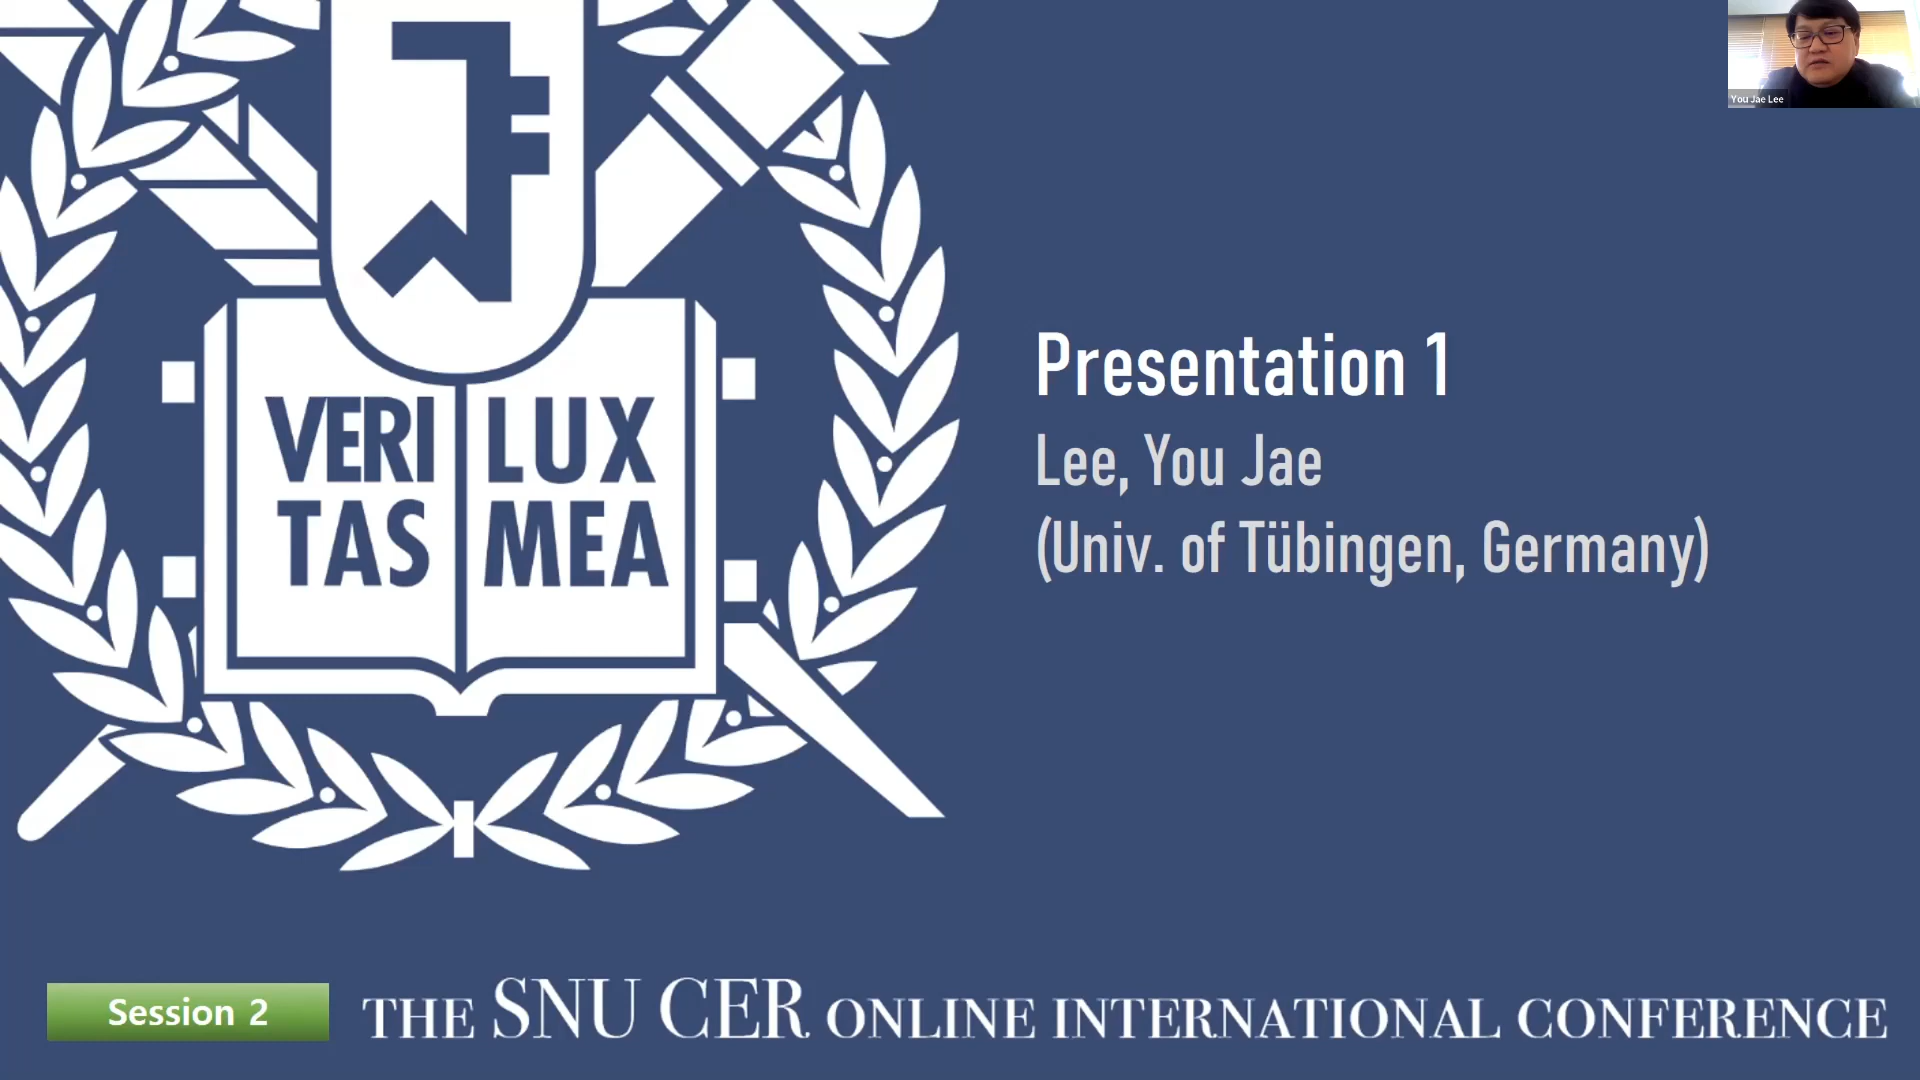 You Jae Lee
VERI LUX
TAS MEA
Presentation 1
Lee, You Jae
(Univ. of Tübingen, Germany)
Session 2
THE SNU CER ONLINE INTERNATIONAL CONFERENCE